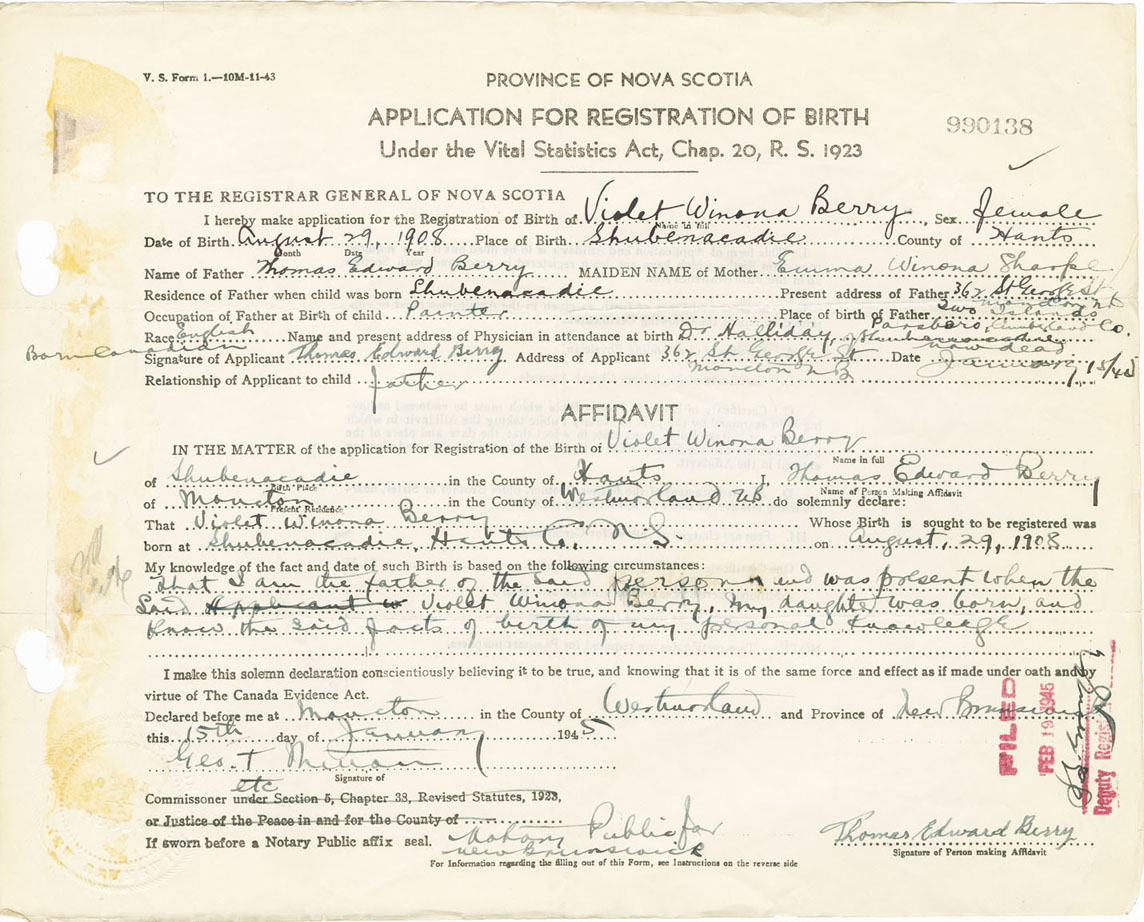 V. S. Form 1.—10M-11-43
PROVINCE OF NOVA SCOTIA
APPLICATION FOR REGISTRATION OF BIRTH
990138
Under the Vital Statistics Act, Chap. 20, R. S. 1923
TO THE REGISTRAR GENERAL OF NOVA SCOTIA
I hereby make application for the Registration of Birth of Violet Winona Berry Sex Female
Name in full
Date of Birth August 29, 1908 Place of Birth Shubenacadie County of Hants
Month Date Year
Name of Father Thomas Edward Berry MAIDEN NAME of Mother Emma Winona Sharpe
Residence of Father when child was born Shubenacadie Present address of Father 362 St George St
Moncton NB
Occupation of Father at Birth of child Painter Place of birth of Father Two Islands
Parsboro, Cumberland Co.
Race English Name and present address of Physician in attendance at birth Dr Halliday, of Shubenacadie
Born Canadian
now dead
Signature of Applicant Thomas Edward Berry Address of Applicant 362 St. George St Date January 15/45
Moncton NB
Relationship of Applicant to child father
AFFIDAVIT
IN THE MATTER of the application for Registration of the Birth of Violet Winona Berry
Name in full
of Shubenacadie in the County of Hants I, Thomas Edward Berry
Birth Place Name of Person Making Affidavit
of Moncton in the County of Westmorland NB do solemnly declare:
Present Residence
That Violet Winona Berry Whose Birth is sought to be registered was
born at Shubenacadie, Hants Co. N.S. on August, 29, 1908
My knowledge of the fact and date of such Birth is based on the following circumstances:
That I am the father of the said person and was present when the
Said Applicant is Violet Winona Berry, my daughter was born, and
know the said facts of birth of my personal knowledge
I make this solemn declaration conscientiously believing it to be true, and knowing that it is of the same force and effect as if made under oath and by
virtue of The Canada Evidence Act.
Declared before me at Moncton in the County of Westmorland and Province of New Brunswick
this 15th day of January 1945
Geo. T
Signature of
etc
Commissioner under Section 5, Chapter 38, Revised Statutes, 1923,
or Justice of the Peace in and for the County of
If sworn before a Notary Public affix seal. Notary Public for
New Brunswick
Thomas Edward Berry
Signature of Person making Affidavit
For Information regarding the filling out of this Form, see Instructions on the reverse side
FILED
FEB 19 1945
Deputy Registrar